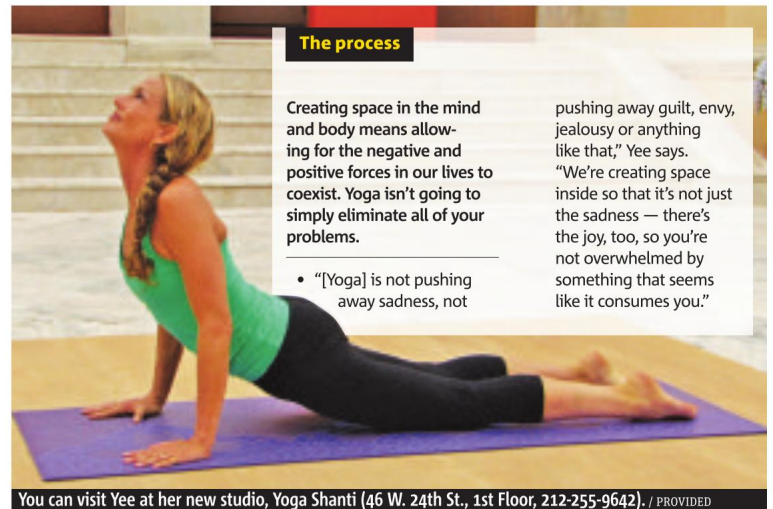 The process
Creating space in the mind
and body means allow-
ing for the negative and
positive forces in our lives to
coexist. Yoga isn’t going to
simply eliminate all of your
problems.
• “[Yoga] is not pushing
away sadness, not
pushing away guilt, envy,
jealousy or anything
like that,” Yee says.
“We’re creating space
inside so that it’s not just
the sadness — there’s
the joy, too, so you’re
not overwhelmed by
something that seems
like it consumes you.”
You can visit Yee at her new studio, Yoga Shanti (46 W. 24th St., 1st Floor, 212-255-9642). / PROVIDED